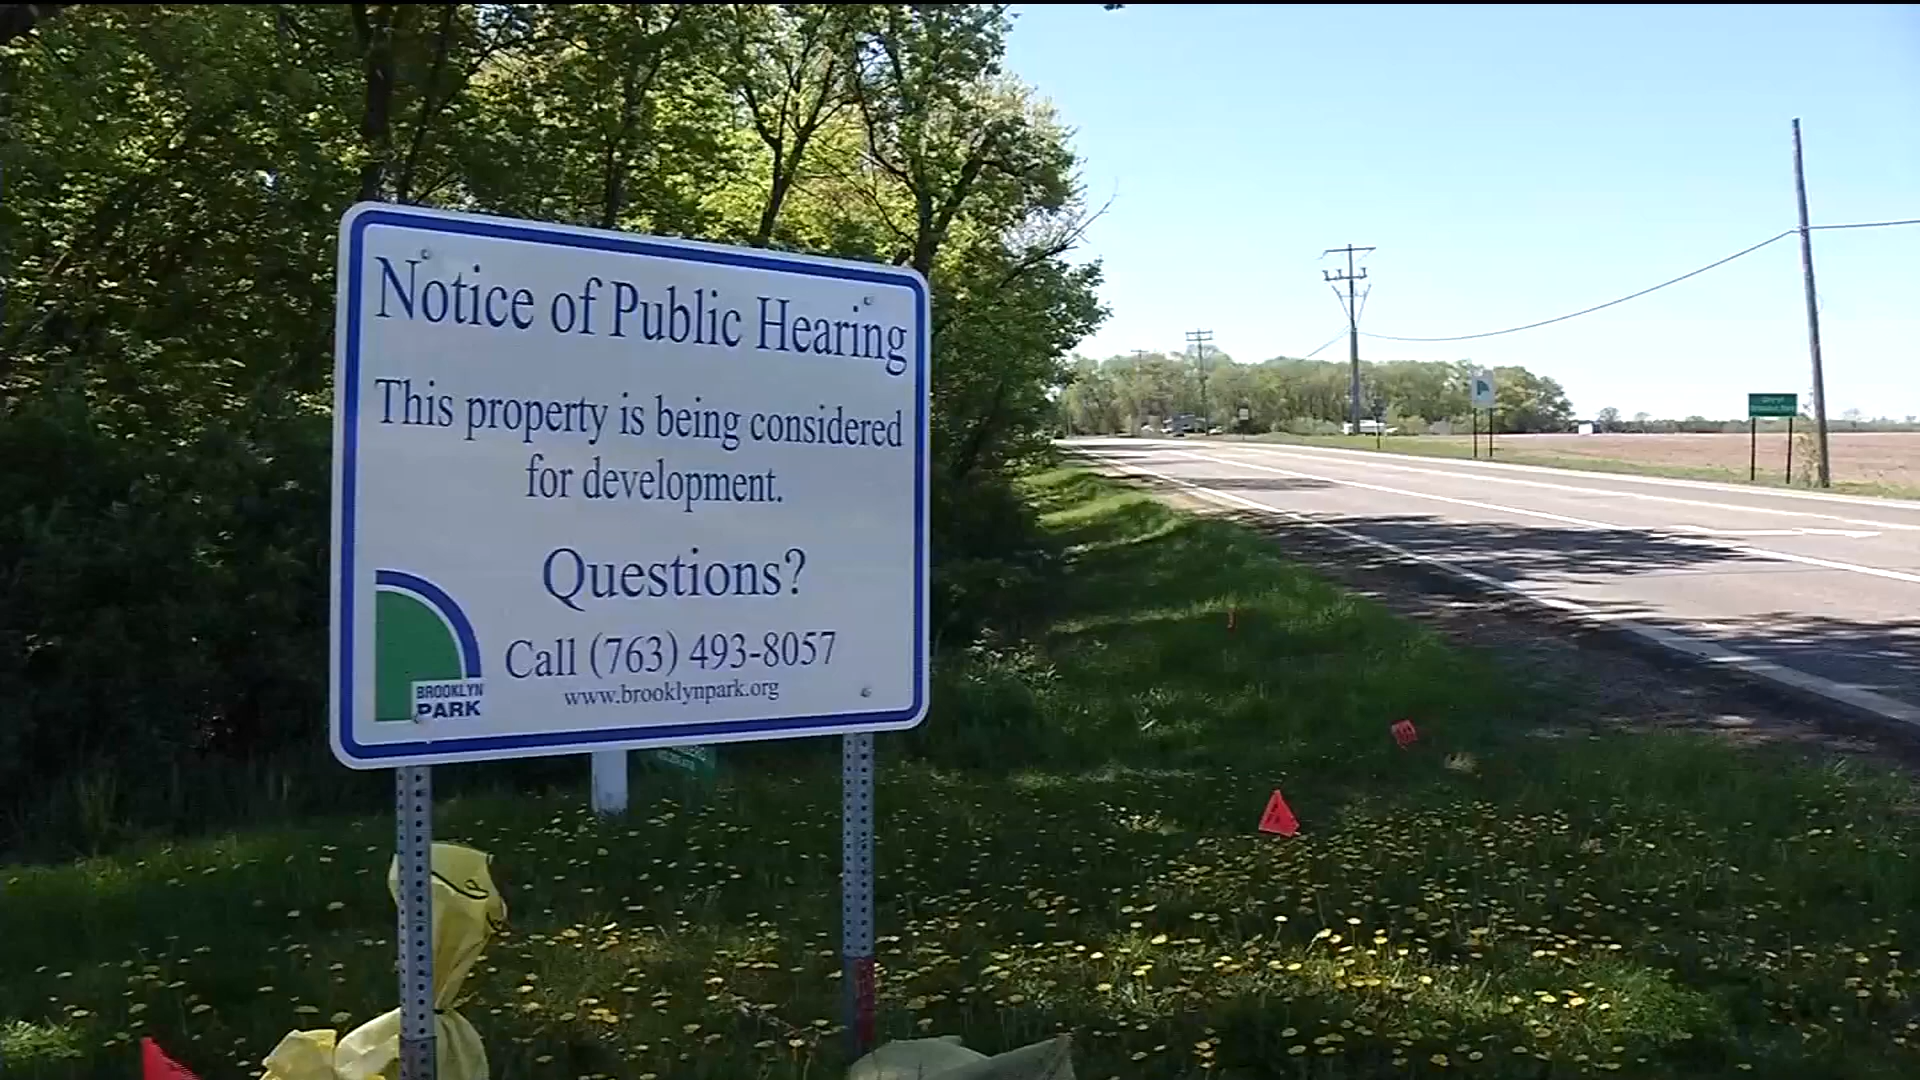 Notice of Public Hearing
This property is being considered
for development.
Questions?
Call (763) 493-8057
www.brooklynpark.org
BROOKLYN
PARK